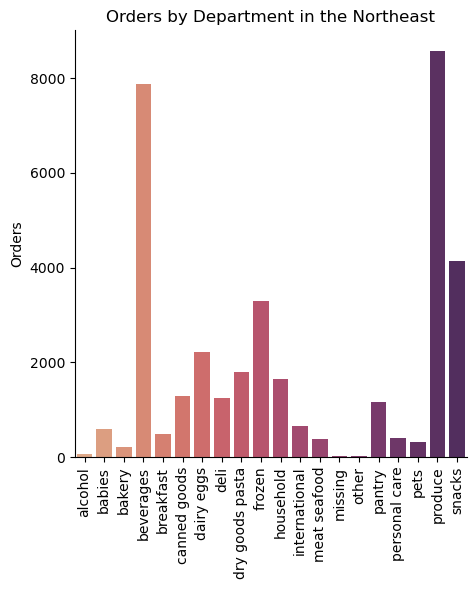 Orders by Department in the Northeast
Orders
8000
6000
4000
2000
0
alcohol
babies
bakery
beverages
breakfast
canned goods
dairy eggs
deli
dry goods pasta
frozen
household
international
meat seafood
missing
other
pantry
personal care
pets
produce
snacks